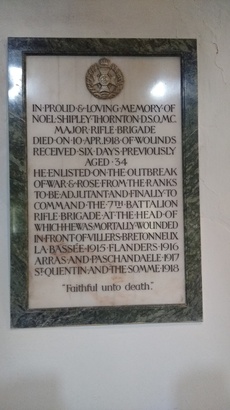 IN·PROUD·&·LOVING·MEMORY·OF
NOEL·SHIPLEY·THORNTON·D.S.O.,M.C.
MAJOR·RIFLE·BRIGADE
DIED·ON·10·APR.1918·OF·WOUNDS
RECEIVED·SIX·DAYS·PREVIOUSLY
AGED·34
HE·ENLISTED·ON·THE·OUTBREAK
OF·WAR·&·ROSE·FROM·THE·RANKS
TO·BE·ADJUTANT·AND·FINALLY·TO
COMMAND·THE·7TH·BATTALION
RIFLE·BRIGADE·AT·THE·HEAD·OF
WHICH·HE·WAS·MORTALLY·WOUNDED
IN·FRONT·OF·VILLERS·BRETONNEUX.
LA·BASSÉE·1915·FLANDERS·1916
ARRAS·AND·PASCHANDAELE·1917
ST·QUENTIN·AND·THE·SOMME·1918
"Faithful unto death."